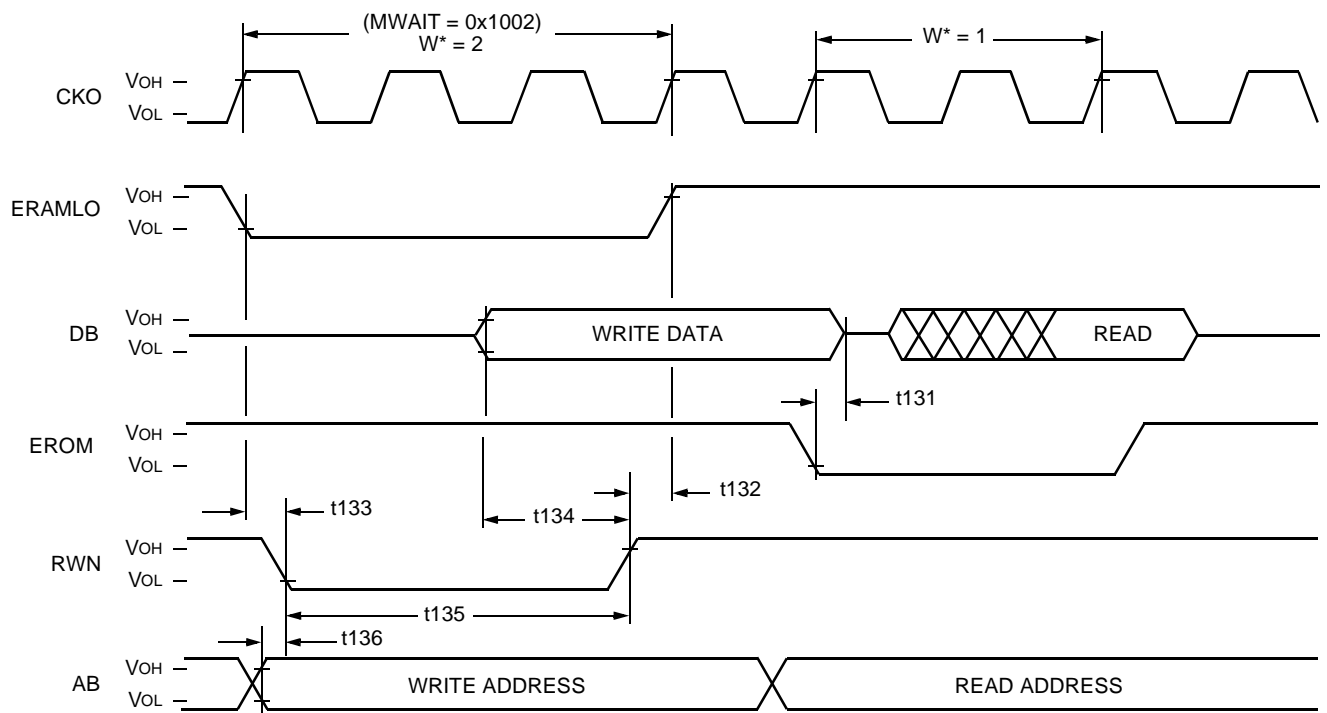 (MWAIT = 0x1002)
W* = 2
W* = 1
CKO
VOH
VOL
ERAMLO
VOH
VOL
DB
VOH
VOL
WRITE DATA
READ
t131
EROM
VOH
VOL
t132
t133
t134
RWN
VOH
VOL
t135
t136
AB
VOH
VOL
WRITE ADDRESS
READ ADDRESS